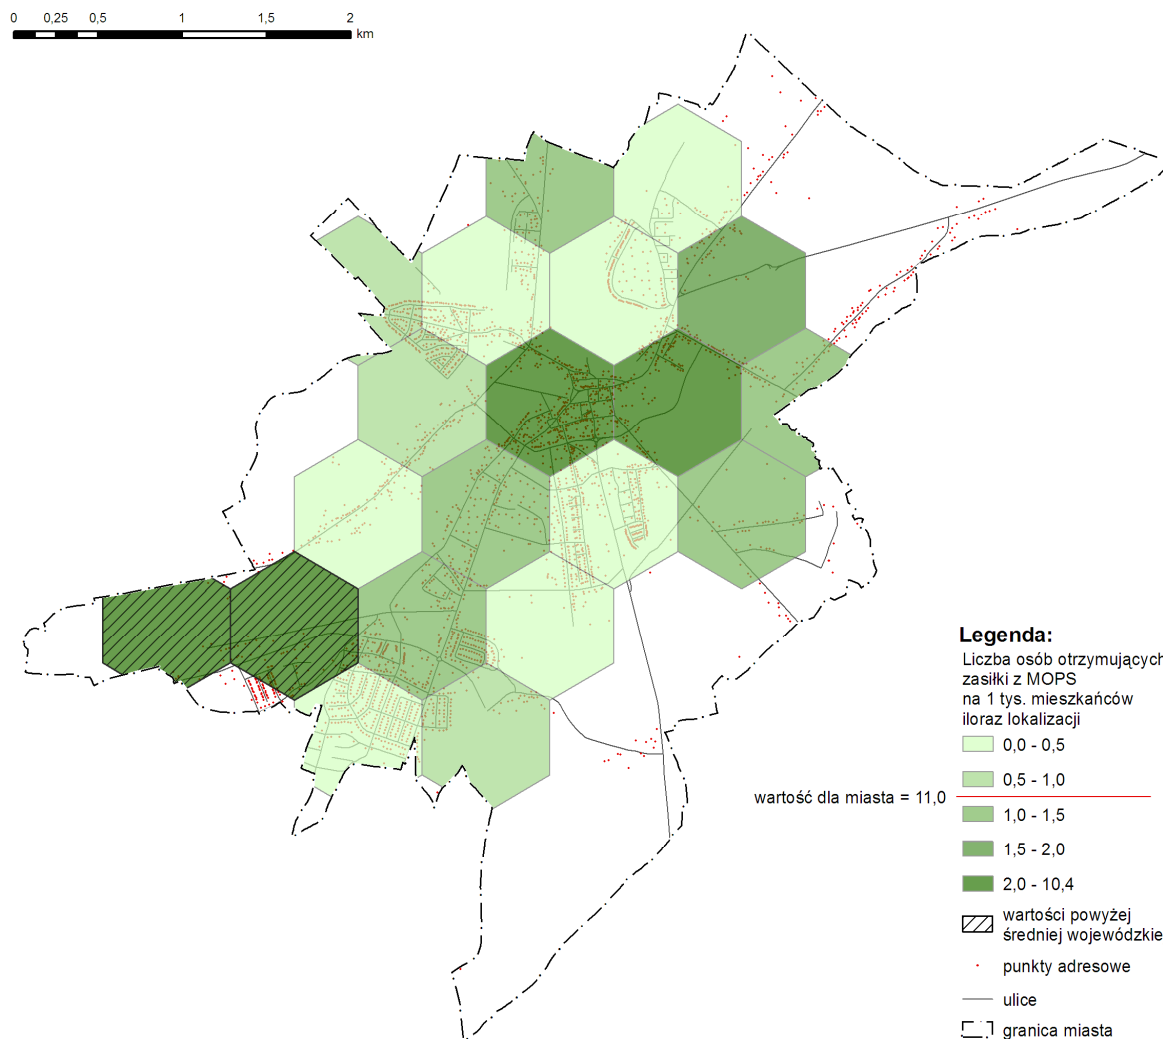 0 0,25 0,5 1 1,5 2
km
Legenda:
Liczba osób otrzymujących
zasiłki z MOPS
na 1 tys. mieszkańców
iloraz lokalizacji
0,0 - 0,5
0,5 - 1,0
wartość dla miasta = 11,0
1,0 - 1,5
1,5 - 2,0
2,0 - 10,4
wartości powyżej
średniej wojewódzkie
punkty adresowe
ulice
granica miasta